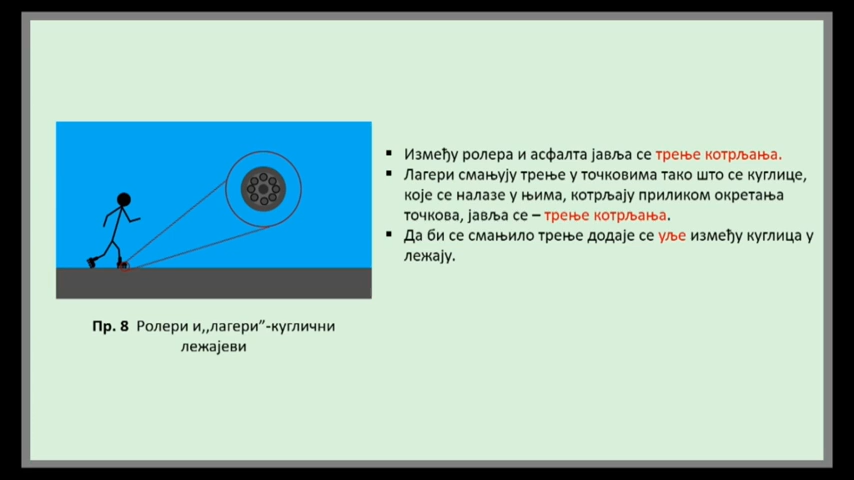 ▪ Између ролера и асфалта јавља се трење котрљања.
▪ Лагери смањују трење у точковима тако што се куглице,
које се налазе у њима, котрљају приликом окретања
точкова, јавља се – трење котрљања.
▪ Да би се смањило трење додаје се уље између куглица у
лежају.
Пр. 8 Ролери и,,лагери”-куглични
лежајеви